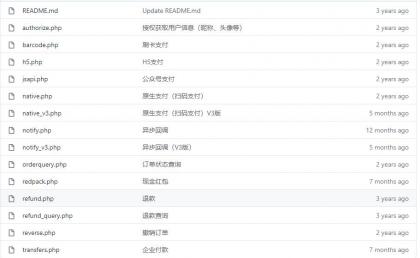 README.md Update README.md 3 years ago
authorize.php 授权获取用户信息（昵称、头像等） 2 years ago
barcode.php 刷卡支付 2 years ago
h5.php H5支付 2 years ago
jsapi.php 公众号支付 2 years ago
native.php 原生支付（扫码支付） 2 years ago
native_v3.php 原生支付（扫码支付）V3版 5 months ago
notify.php 异步回调 12 months ago
notify_v3.php 异步回调（V3版） 5 months ago
orderquery.php 订单状态查询 2 years ago
redpack.php 现金红包 7 months ago
refund.php 退款 3 years ago
refund_query.php 退款查询 3 years ago
reverse.php 撤销订单 2 years ago
transfers.php 企业付款 7 months ago